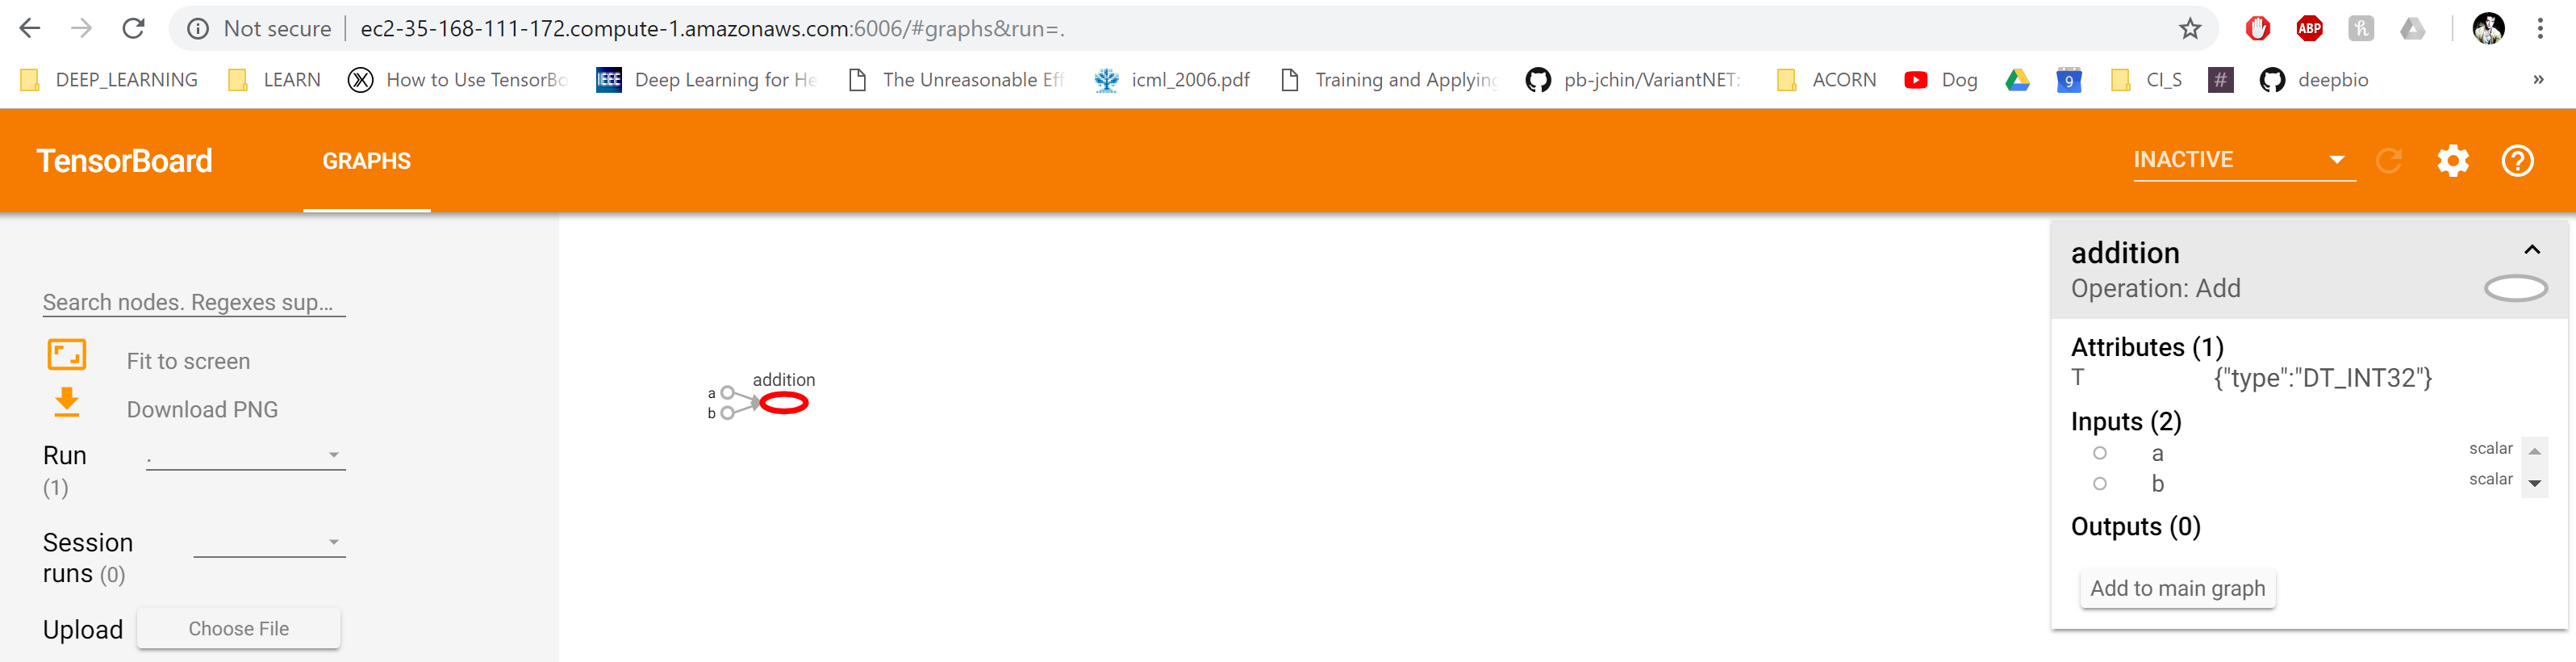 Not secure ec2-35-168-111-172.compute-1.amazonaws.com:6006/#graphs&run=.
ABP
DEEP_LEARNING LEARN How to Use TensorBo IEEE Deep Learning for He The Unreasonable Eff icml_2006.pdf Training and Applying pb-jchin/VariantNET: ACORN Dog 9 CI_S # deepbio »
TensorBoard GRAPHS INACTIVE
Search nodes. Regexes sup...
Fit to screen
Download PNG
Run .
(1)
Session
runs (0)
Upload Choose File
addition
a
b
addition
Operation: Add
Attributes (1)
T {"type":"DT_INT32"}
Inputs (2)
a scalar
b scalar
Outputs (0)
Add to main graph